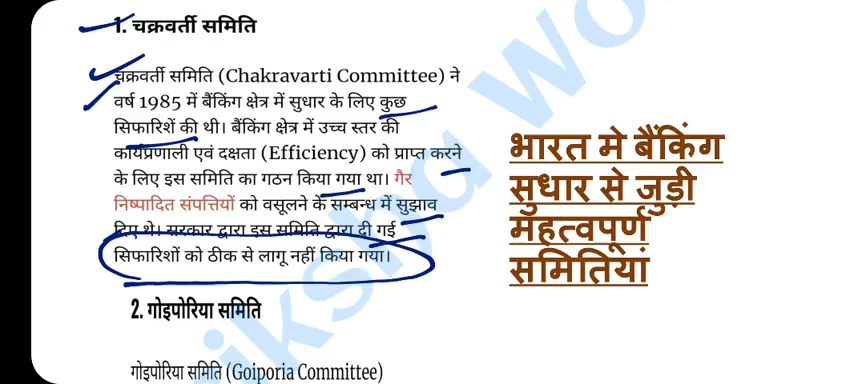 1. चक्रवर्ती समिति
चक्रवर्ती समिति (Chakravarti Committee) ने
वर्ष 1985 में बैंकिंग क्षेत्र में सुधार के लिए कुछ
सिफारिशें की थी। बैंकिंग क्षेत्र में उच्च स्तर की
कार्यप्रणाली एवं दक्षता (Efficiency) को प्राप्त करने
के लिए इस समिति का गठन किया गया था। गैर
निष्पादित संपत्तियों को वसूलने के सम्बन्ध में सुझाव
दिए थे। सरकार द्वारा इस समिति द्वारा दी गई
सिफारिशों को ठीक से लागू नहीं किया गया।
2. गोइपोरिया समिति
गोइपोरिया समिति (Goiporia Committee)
भारत मे बैंकिंग
सुधार से जुड़ी
महत्वपूर्ण
समितियां